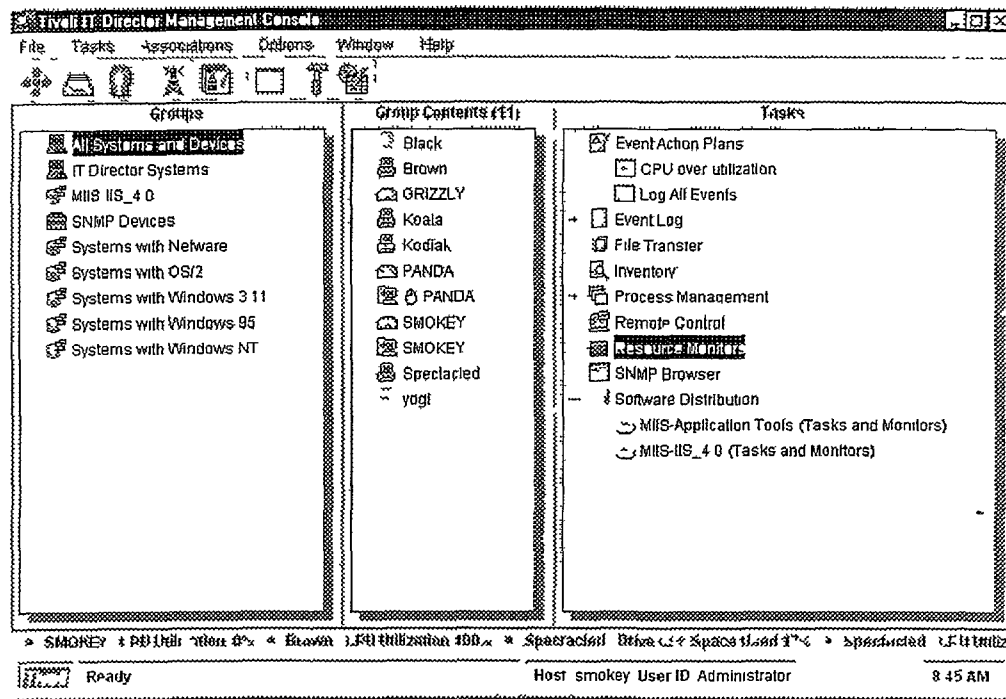 Tivoli IT Director Management Console
File Tasks Associations Options Window Help
Groups
All Systems and Devices
IT Director Systems
MIIS IIS_4 0
SNMP Devices
Systems with Netware
Systems with OS/2
Systems with Windows 3 11
Systems with Windows 95
Systems with Windows NT
Group Contents (11)
Black
Brown
GRIZZLY
Koala
Kodiak
PANDA
PANDA
SMOKEY
SMOKEY
Spectacled
yogi
Tasks
Event Action Plans
CPU over utilization
Log All Events
Event Log
File Transfer
Inventory
Process Management
Remote Control
Resource Monitors
SNMP Browser
Software Distribution
MIIS-Application Tools (Tasks and Monitors)
MIIS-IIS_4 0 (Tasks and Monitors)
SMOKEY Brown Utilization Drive Space
Ready Host smokey User ID Administrator 8 45 AM